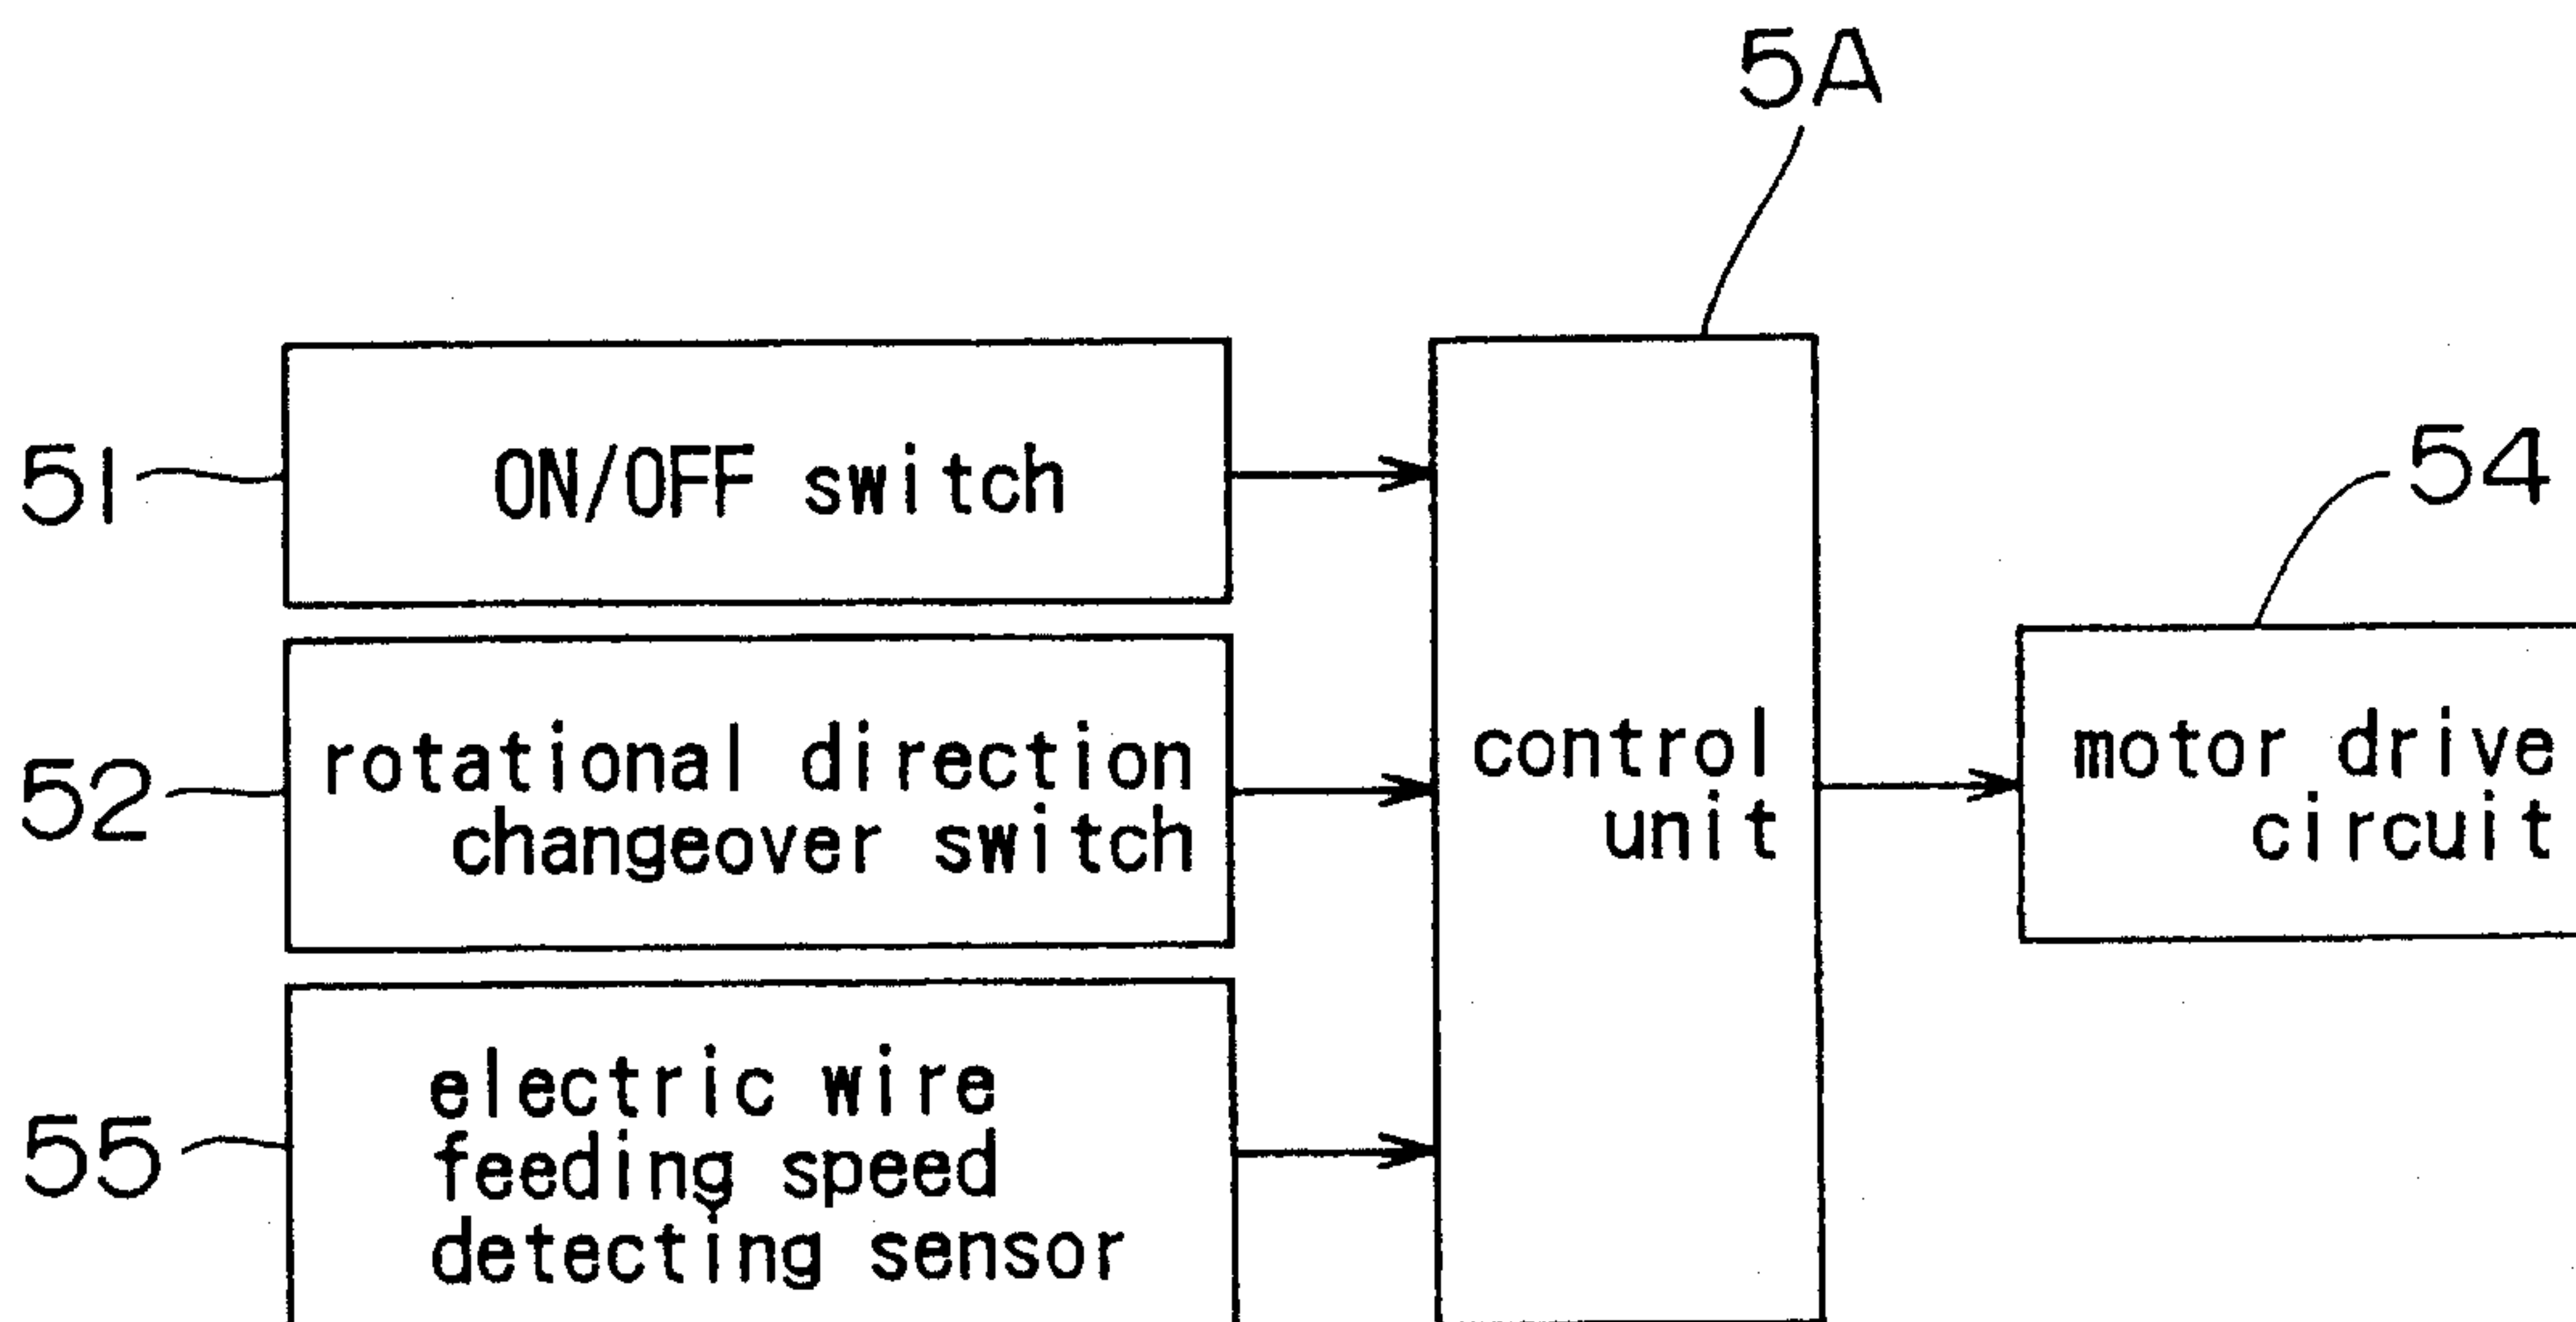 5A
51
ON/OFF switch
54
52
rotational direction
changeover switch
control
unit
motor drive
circuit
55
electric wire
feeding speed
detecting sensor